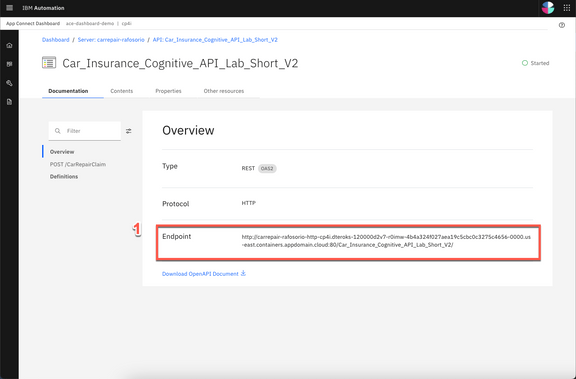 IBM Automation
App Connect Dashboard ace-dashboard-demo | cp4i
Dashboard / Server: carrepair-rafosorio / API: Car_Insurance_Cognitive_API_Lab_Short_V2
Car_Insurance_Cognitive_API_Lab_Short_V2
Started
Documentation Contents Properties Other resources
Filter
Overview
POST /CarRepairClaim
Definitions
Overview
Type REST OAS2
Protocol HTTP
1
Endpoint http://carrepair-rafosorio-http-cp4i.dteroks-120000d2v7-r0imw-4b4a324f027aea19c5cbc0c3275c4656-0000.us
-east.containers.appdomain.cloud:80/Car_Insurance_Cognitive_API_Lab_Short_V2/
Download OpenAPI Document